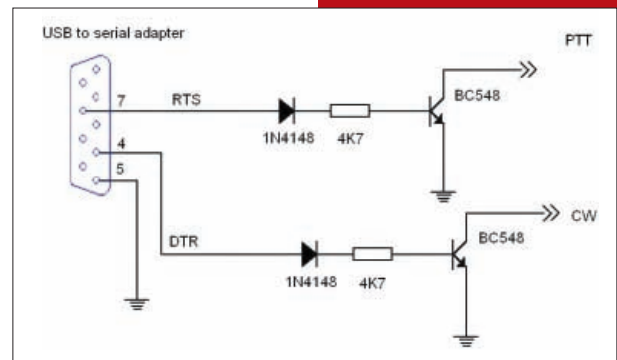 USB to serial adapter
PTT
7
RTS
BC548
1N4148
4K7
4
5
CW
DTR
BC548
1N4148
4K7